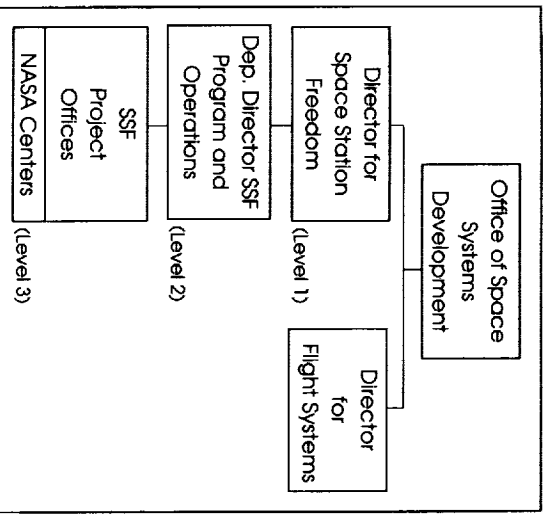 Office of Space
Systems
Development
Director for
Space Station
Freedom
(Level 1)
Director
for
Flight Systems
Dep. Director SSF
Program and
Operations
(Level 2)
SSF
Project
Offices
NASA Centers
(Level 3)